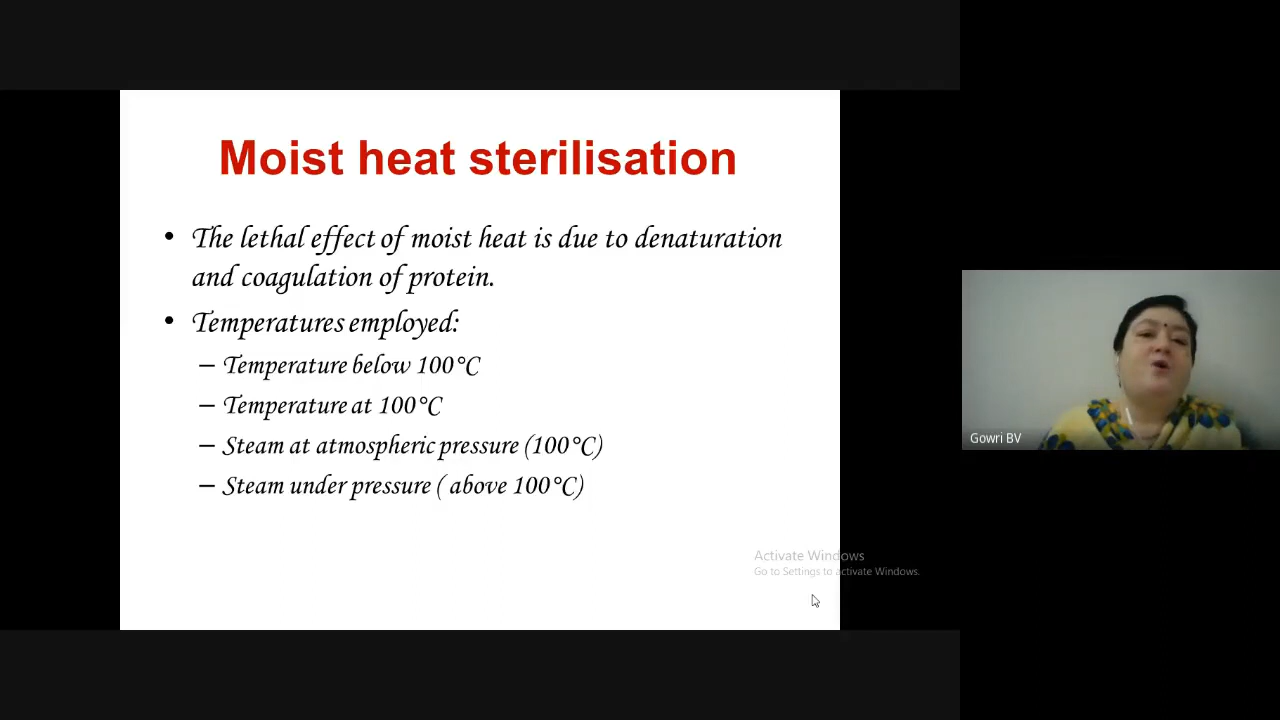 Moist heat sterilisation
• The lethal effect of moist heat is due to denaturation
and coagulation of protein.
• Temperatures employed:
– Temperature below 100°C
– Temperature at 100°C
– Steam at atmospheric pressure (100°C)
– Steam under pressure ( above 100°C)
Gowri BV
Activate Windows
Go to Settings to activate Windows.